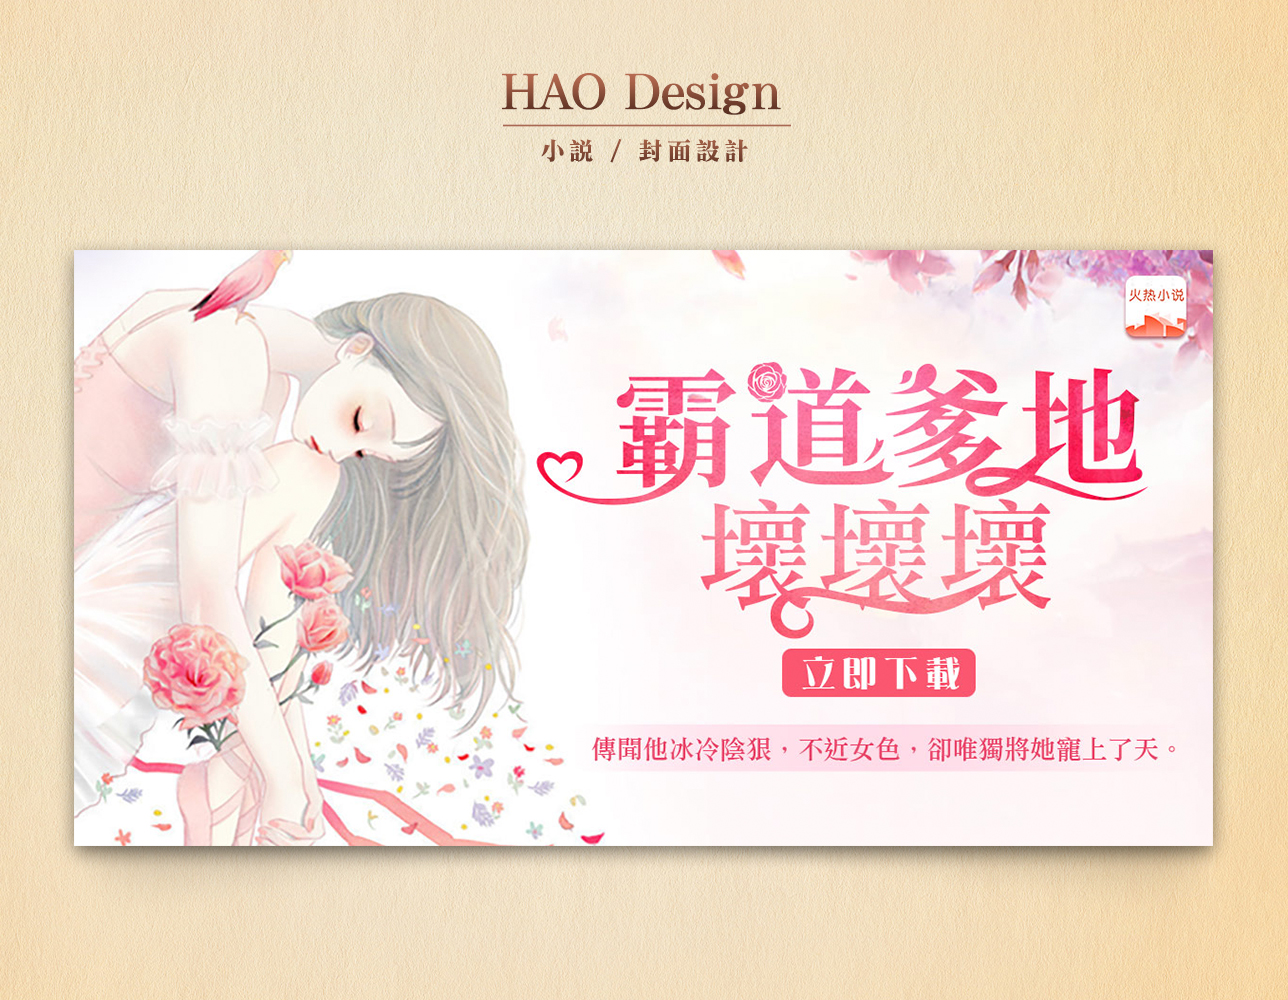 HAO Design
小説 / 封面設計
火热小说
霸道爹地
壞壞壞
立即下載
傳聞他冰冷陰狠，不近女色，卻唯獨將她寵上了天。